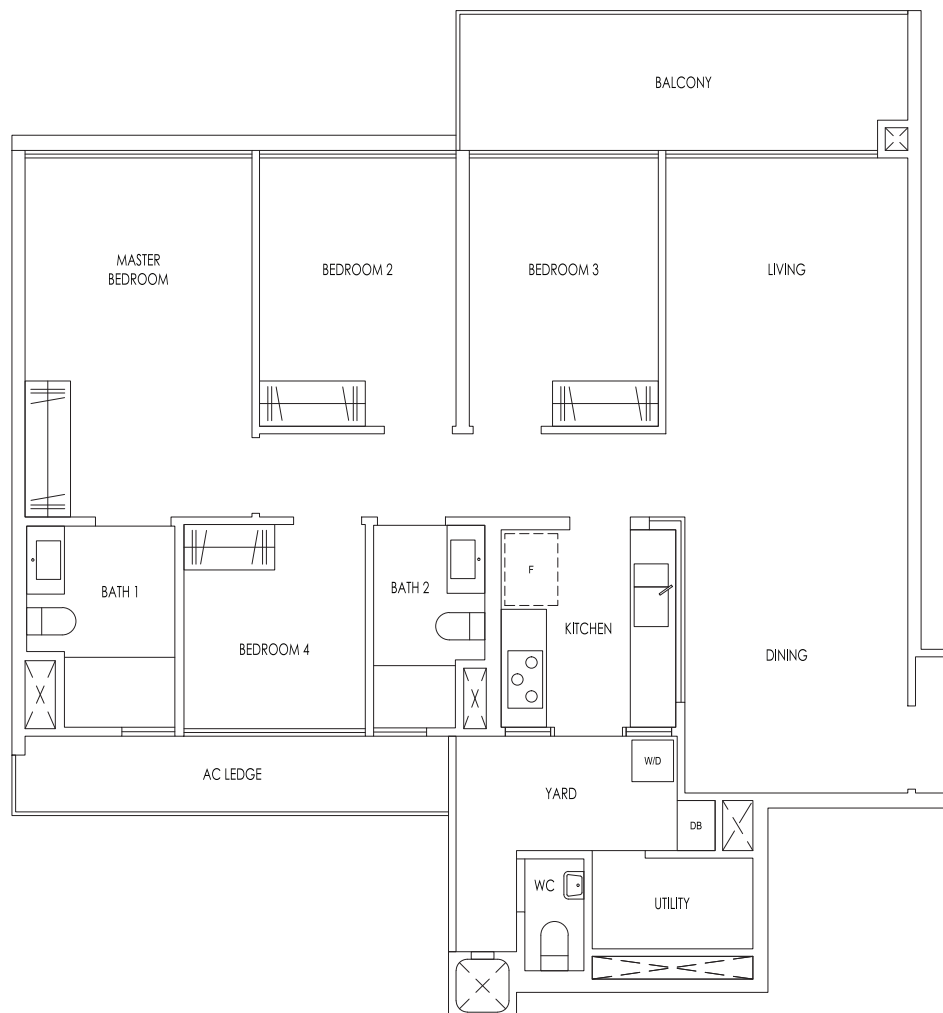 BALCONY
MASTER
BEDROOM
BEDROOM 2
BEDROOM 3
LIVING
F
BATH 1
BATH 2
KITCHEN
BEDROOM 4
DINING
AC LEDGE
W/D
YARD
DB
WC
UTILITY